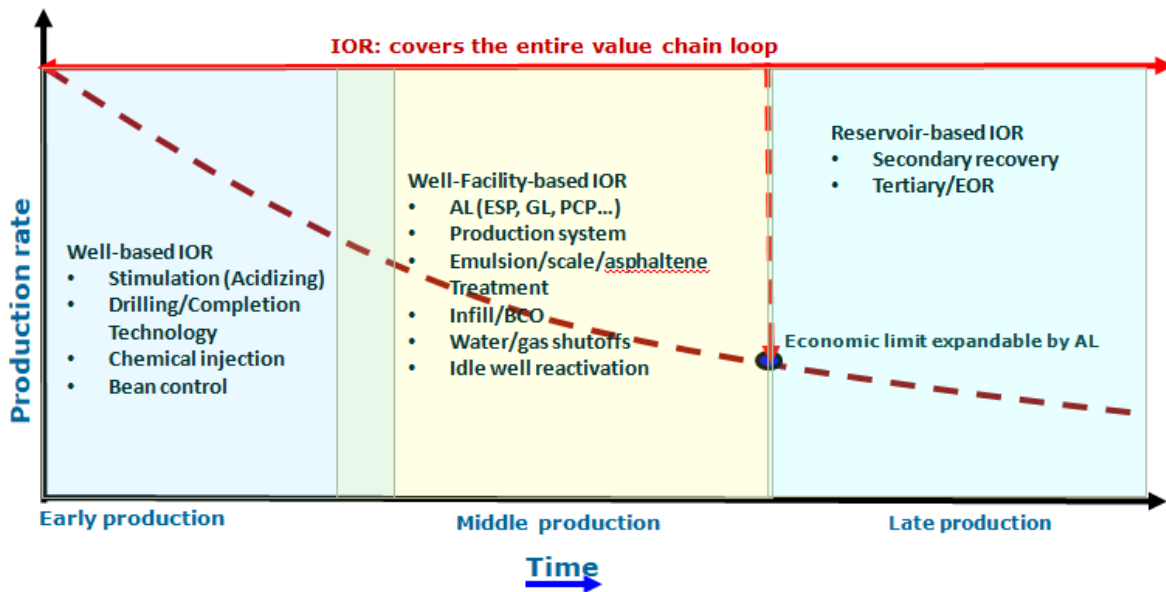 IOR: covers the entire value chain loop
Production rate
Well-based IOR
• Stimulation (Acidizing)
• Drilling/Completion
Technology
• Chemical injection
• Bean control
Well-Facility-based IOR
• AL (ESP, GL, PCP...)
• Production system
• Emulsion/scale/asphaltene
Treatment
• Infill/BCO
• Water/gas shutoffs
• Idle well reactivation
Reservoir-based IOR
• Secondary recovery
• Tertiary/EOR
Economic limit expandable by AL
Early production
Middle production
Late production
Time